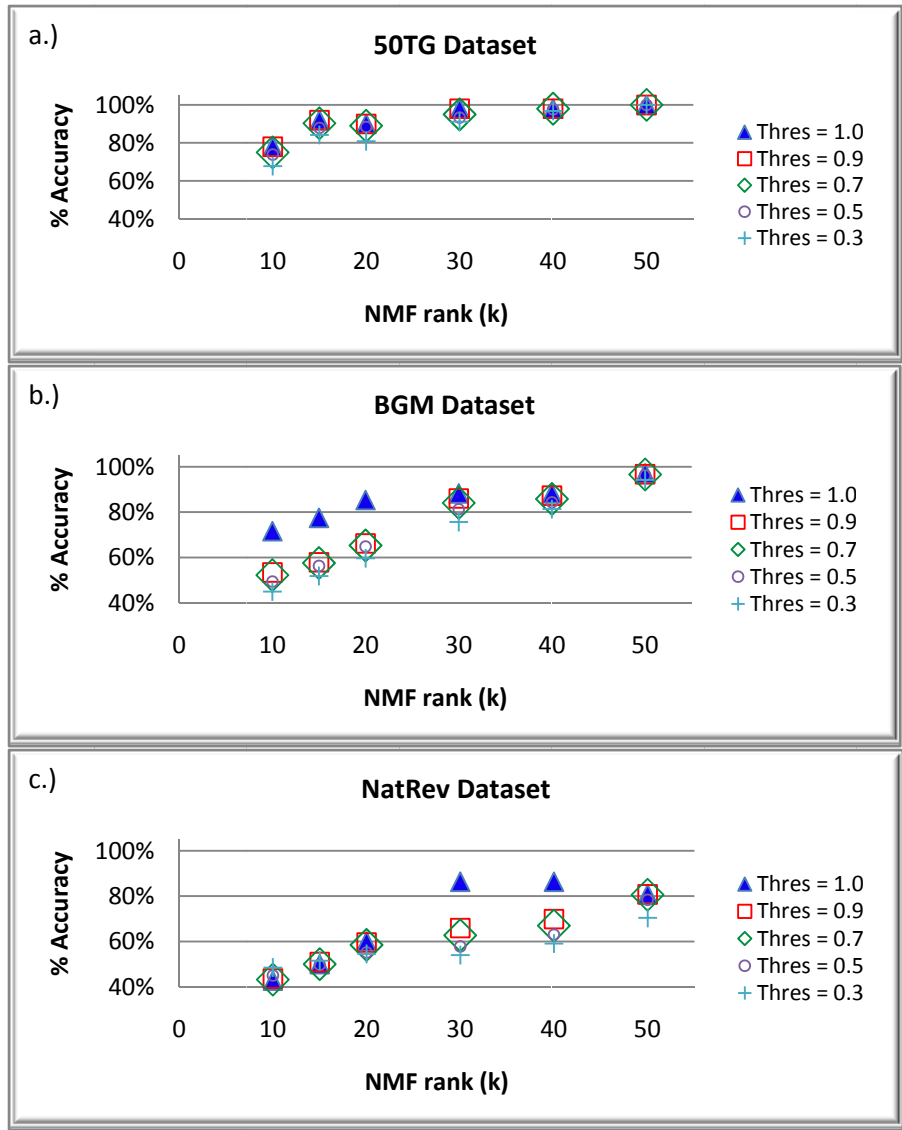 a.)
50TG Dataset
% Accuracy
100%
80%
60%
40%
0 10 20 30 40 50
NMF rank (k)
Thres = 1.0
Thres = 0.9
Thres = 0.7
Thres = 0.5
Thres = 0.3
b.)
BGM Dataset
% Accuracy
100%
80%
60%
40%
0 10 20 30 40 50
NMF rank (k)
Thres = 1.0
Thres = 0.9
Thres = 0.7
Thres = 0.5
Thres = 0.3
c.)
NatRev Dataset
% Accuracy
100%
80%
60%
40%
0 10 20 30 40 50
NMF rank (k)
Thres = 1.0
Thres = 0.9
Thres = 0.7
Thres = 0.5
Thres = 0.3